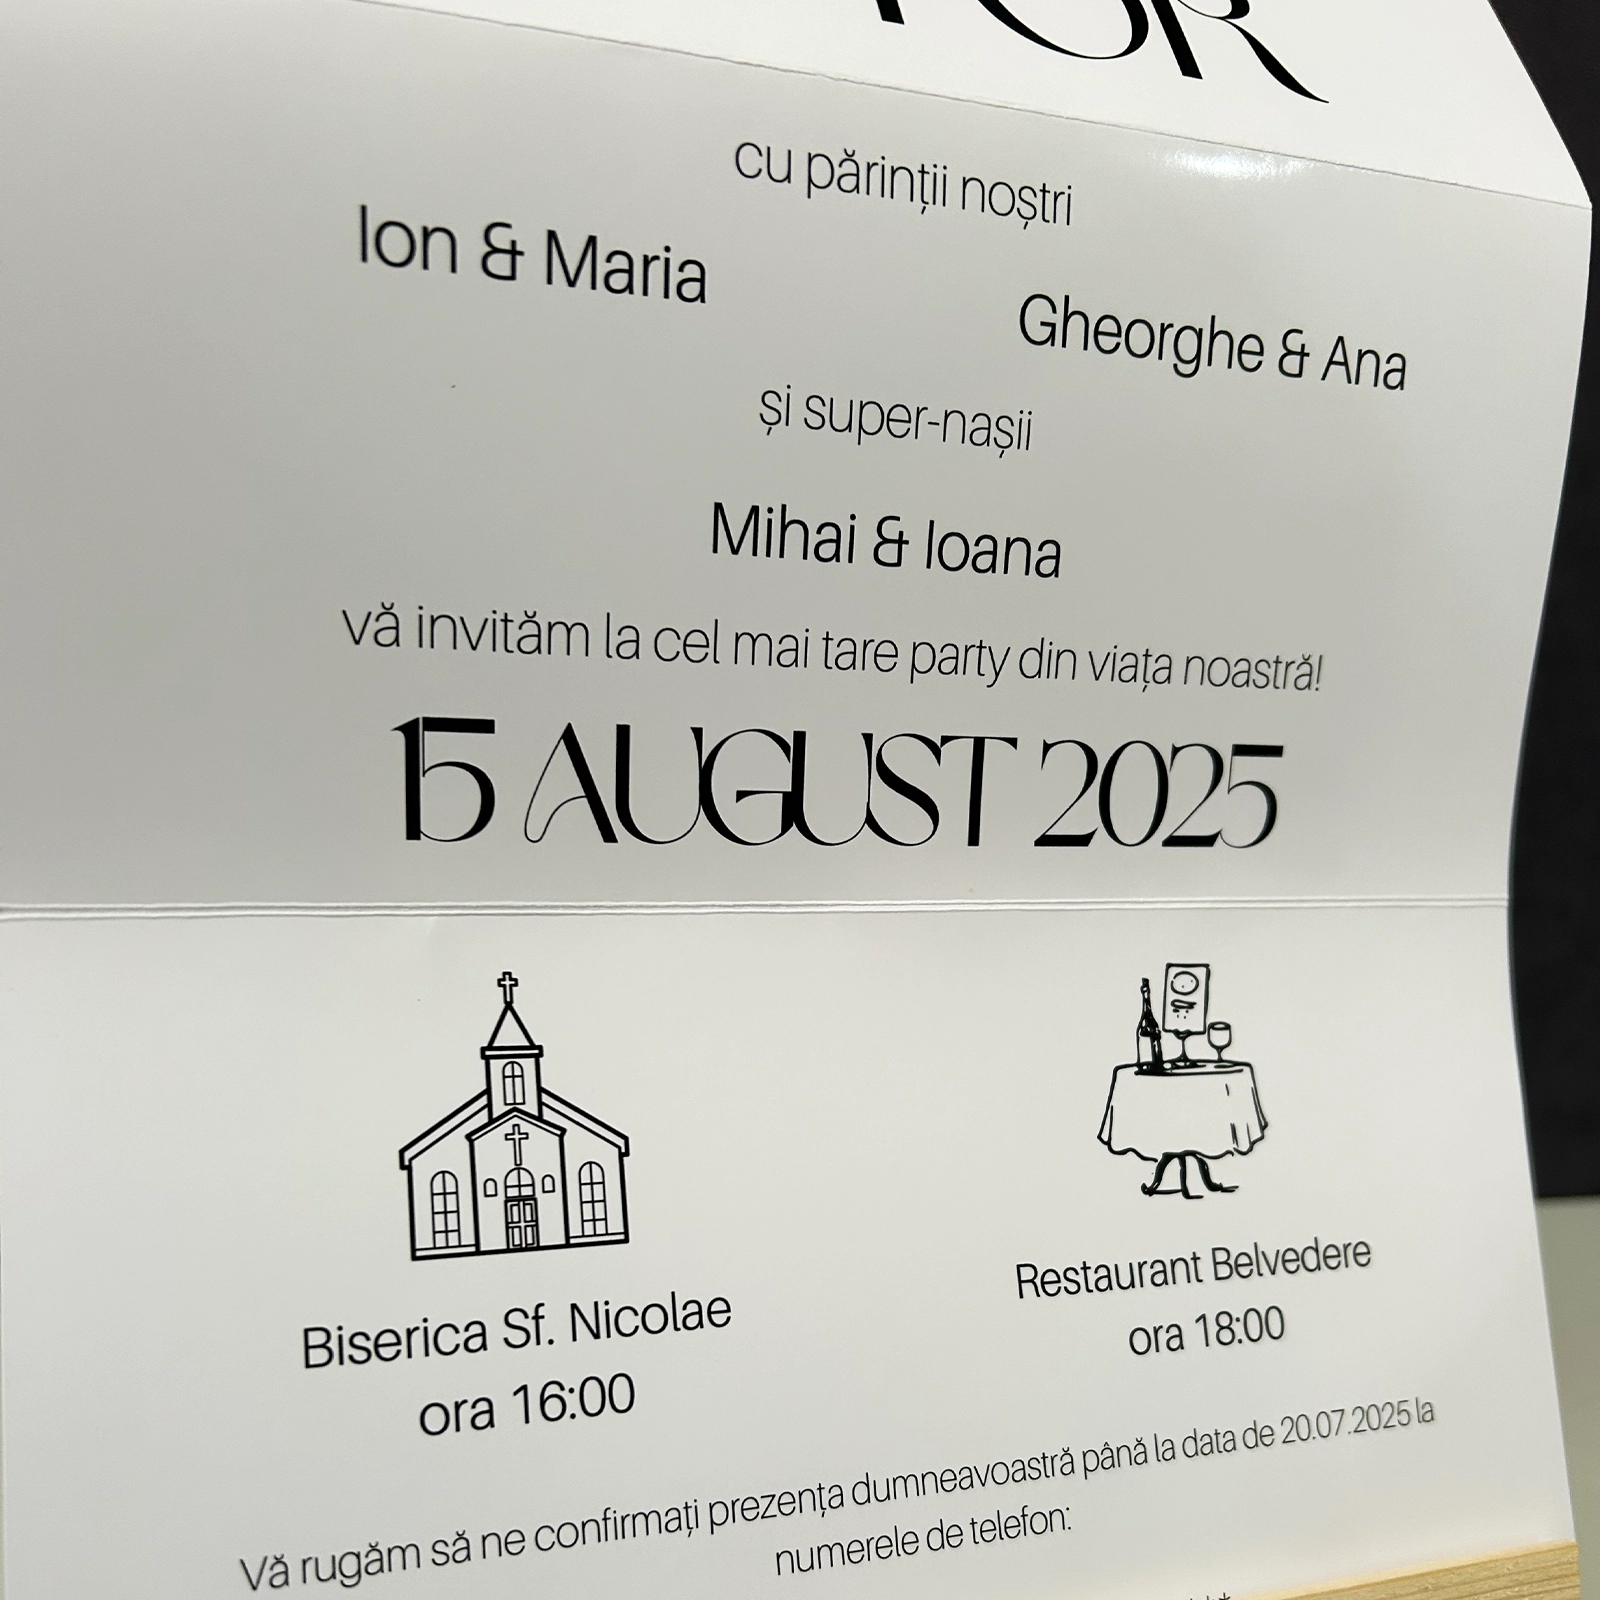 cu părinții noștri
Ion & Maria
Gheorghe & Ana
și super-nașii
Mihai & Ioana
vă invităm la cel mai tare party din viața noastră!
15 AUGUST 2025
Biserica Sf. Nicolae
ora 16:00
Restaurant Belvedere
ora 18:00
Vă rugăm să ne confirmați prezența dumneavoastră până la data de 20.07.2025 la
numerele de telefon: